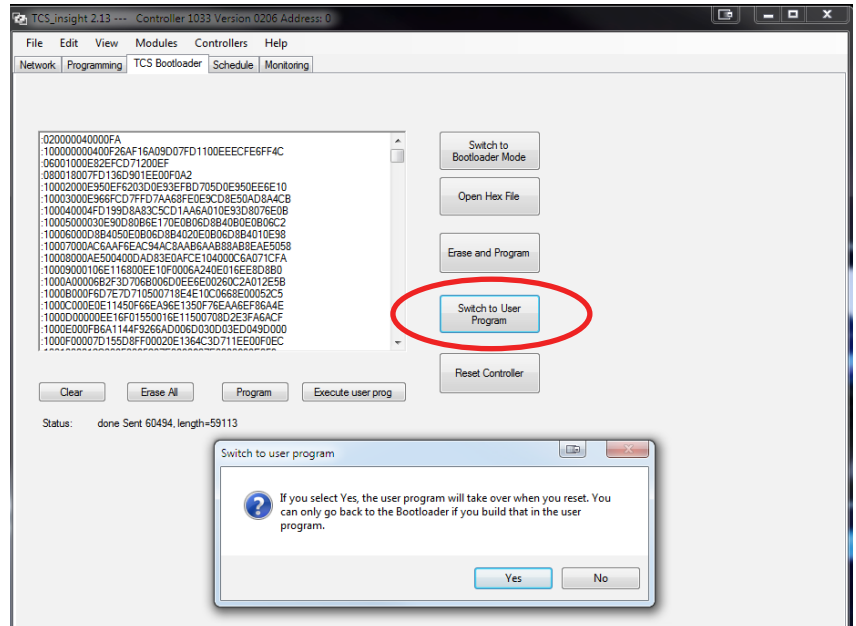 TCS_insight 2.13 --- Controller 1033 Version 0206 Address: 0
File Edit View Modules Controllers Help
Network Programming TCS Bootloader Schedule Monitoring
:020000040000FA
:100000000400F26AF16A09D07FD1100EEECFE6FF4C
:06001000E82EFCD71200EF
:080018007FD136D901EE00F0A2
:10002000E950EF6203D0E93EFBD705D0E950EE6E10
:10003000E966FCD7FFD7AA68FE0E9CD8E50AD8A4CB
:100040004FD199D8A83C5CD1AA6A010E93D8076E0B
:10005000030E90D80B6E170E0B06D8B40B0E0B06C2
:10006000D8B4050E0B06D8B4020E0B06D8B4010E98
:10007000AC6AAF6EAC94AC8AAB6AAB88AB8EAE5058
:10008000AE500400DAD83E0AFCE104000C6A071CFA
:10009000106E116800EE10F0006A240E016EE8D8B0
:1000A00006B2F3D706B006D0EE6E00260C2A012E5B
:1000B000F6D7E7D710500718E4E10C0668E00052C5
:1000C000E0E11450F66EA96E1350F76EAA6EF86A4E
:1000D00000EE16F01550016E11500708D2E3FA6ACF
:1000E000FB6A1144F9266AD006D030D03ED049D000
:1000F00007D155D8FF00020E1364C3D711EE00F0EC
Switch to
Bootloader Mode
Open Hex File
Erase and Program
Switch to User
Program
Reset Controller
Clear Erase All Program Execute user prog
Status: done Sent 60494, length=59113
Switch to user program
If you select Yes, the user program will take over when you reset. You
can only go back to the Bootloader if you build that in the user
program.
Yes No